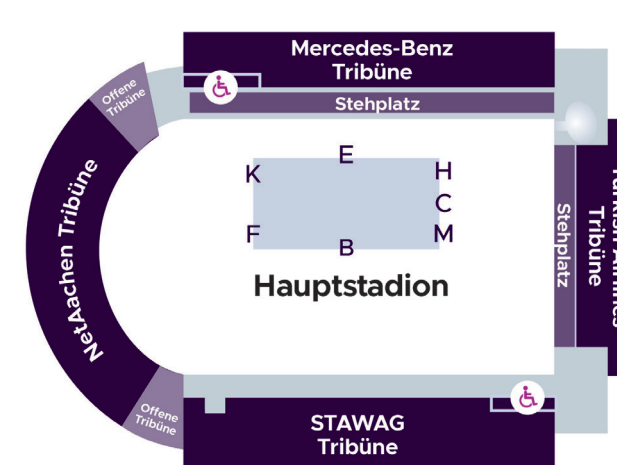 Mercedes-Benz
Tribüne
Stehplatz
Offene
Tribüne
NetAachen Tribüne
E
K
H
C
F
M
B
Hauptstadion
Stehplatz
Tribüne
Offene
Tribüne
STAWAG
Tribüne